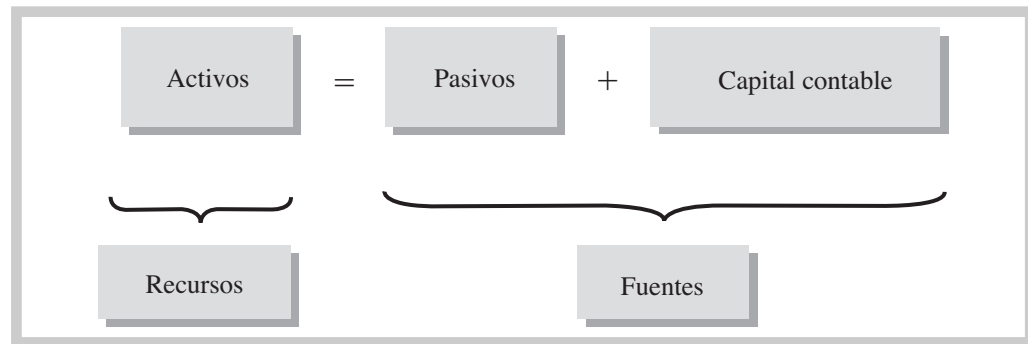 Activos = Pasivos + Capital contable
Recursos Fuentes